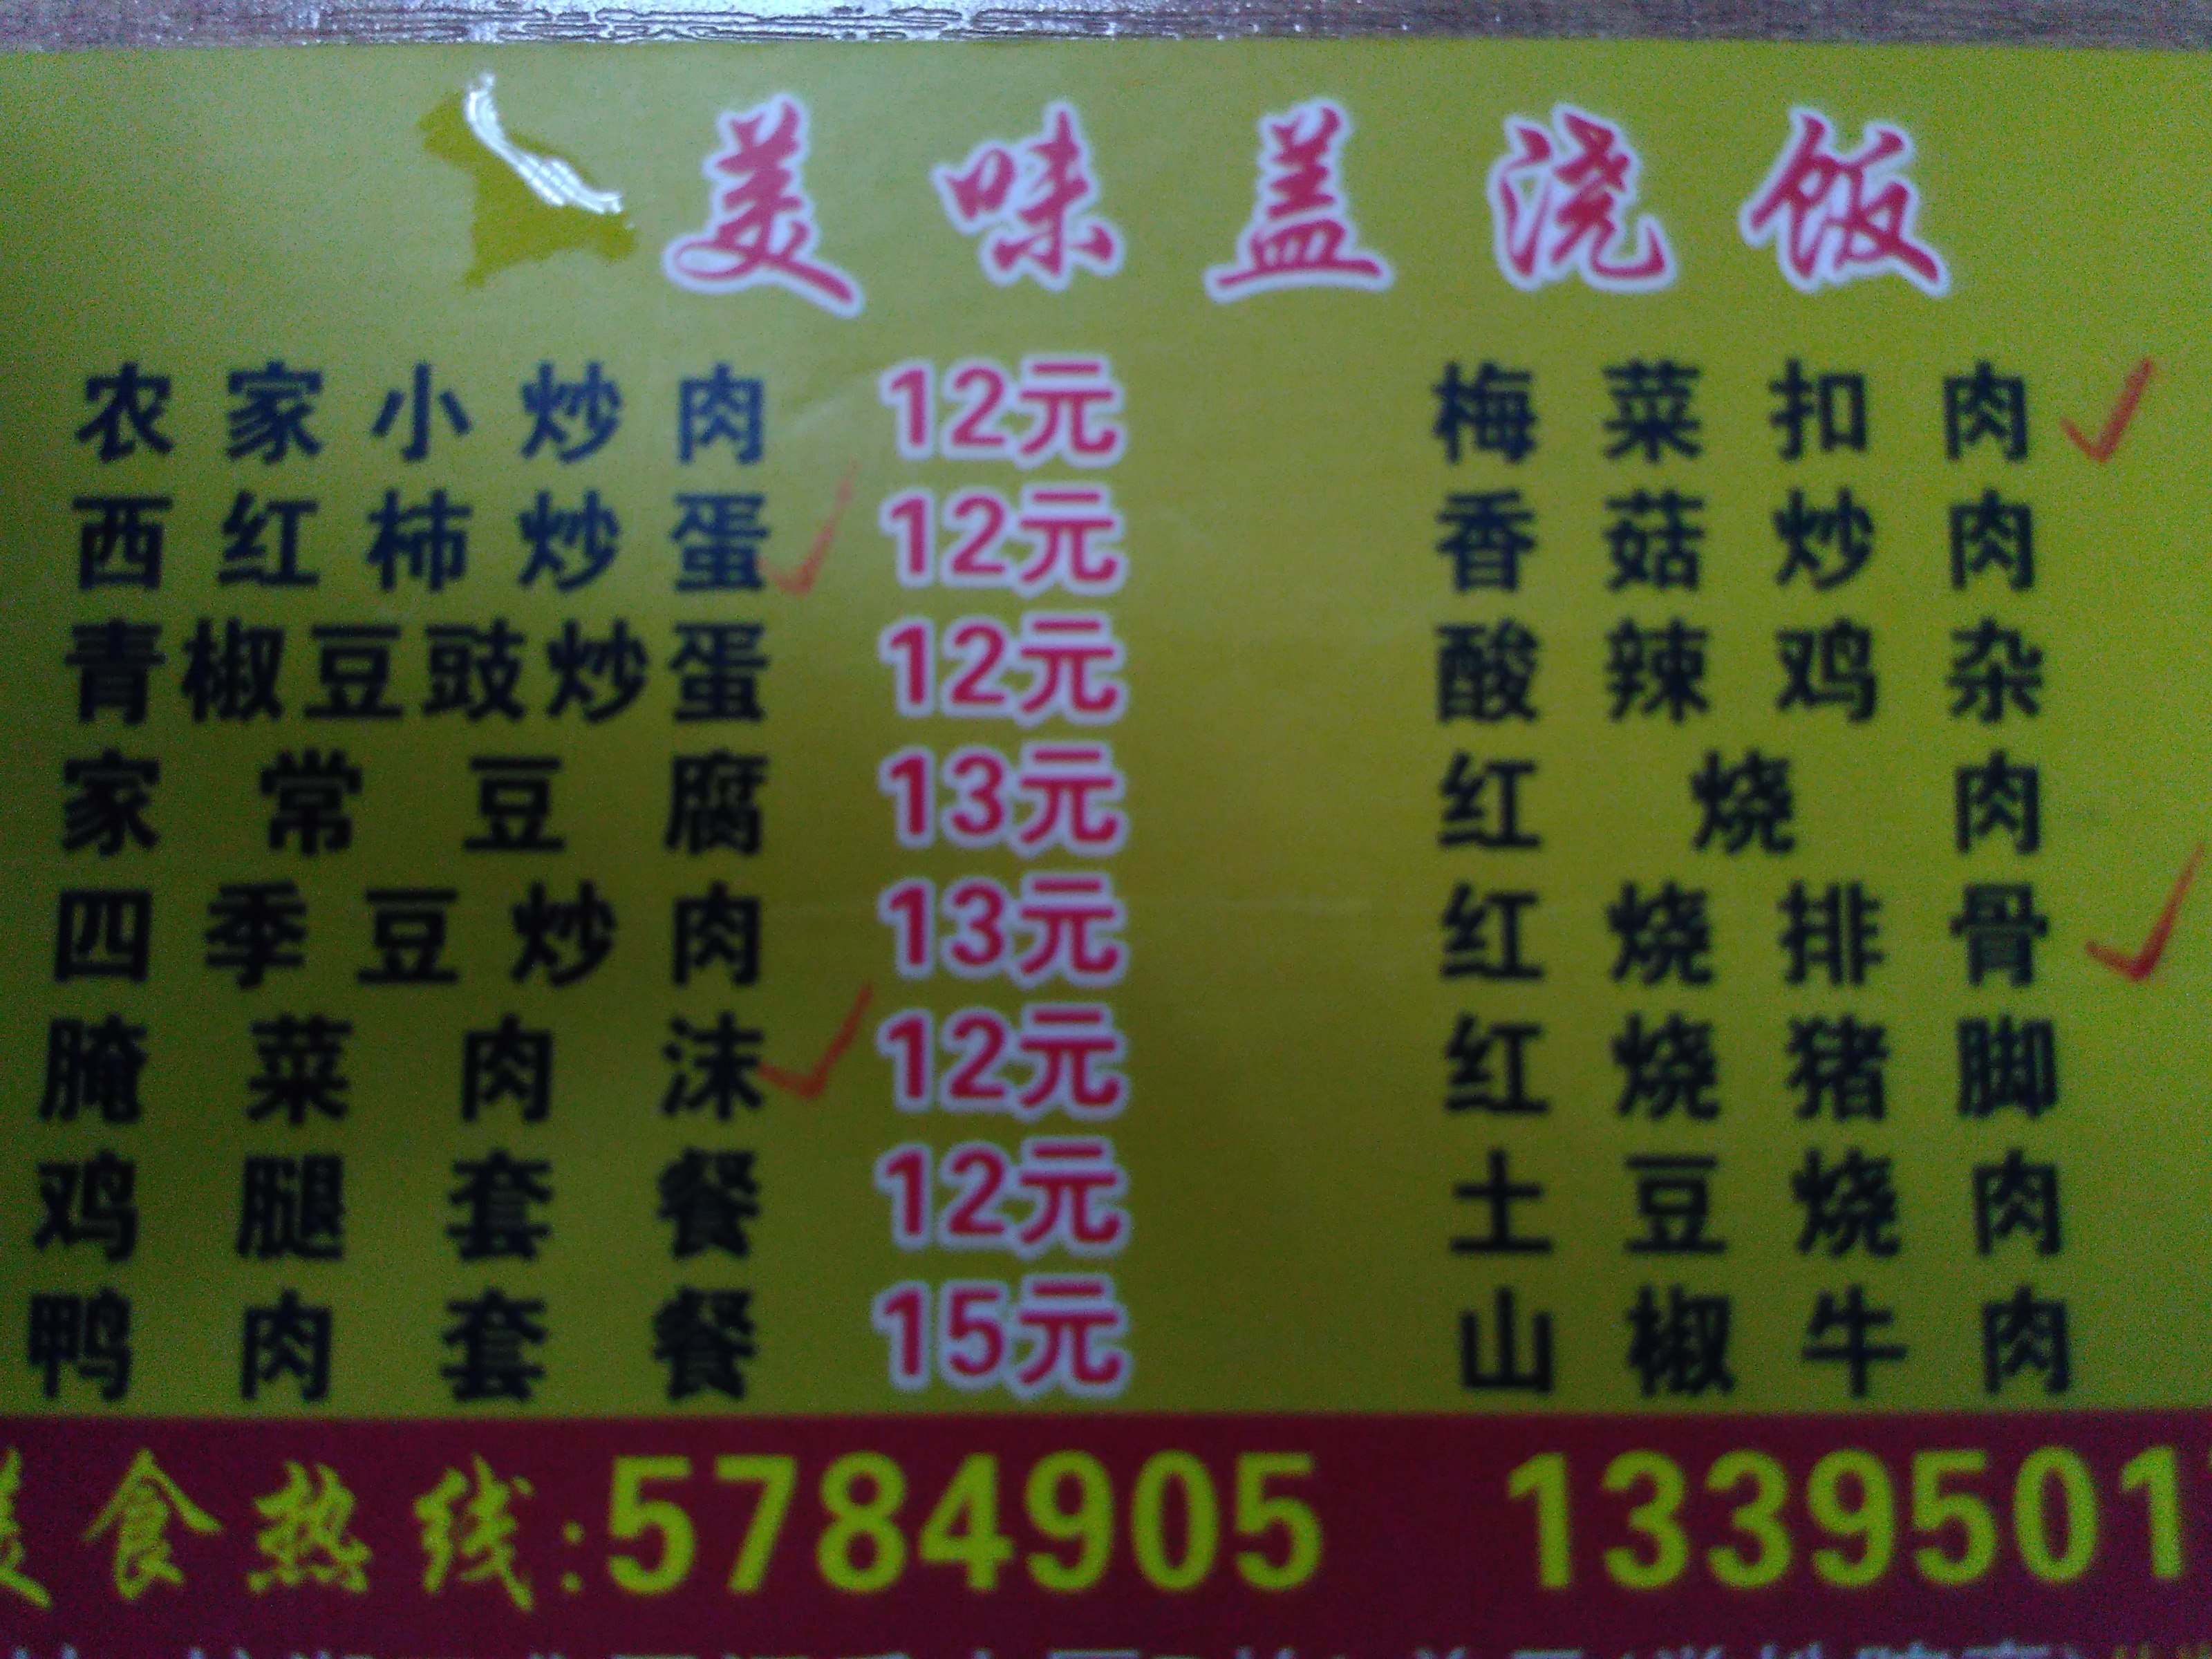 美味盖浇饭
农家小炒肉 12元 梅菜扣肉
西红柿炒蛋 12元 香菇炒肉
青椒豆豉炒蛋 12元 酸辣鸡杂
家常豆腐 13元 红烧肉
四季豆炒肉 13元 红烧排骨
腌菜肉沫 12元 红烧猪脚
鸡腿套餐 12元 土豆烧肉
鸭肉套餐 15元 山椒牛肉
美食热线:5784905 1339501